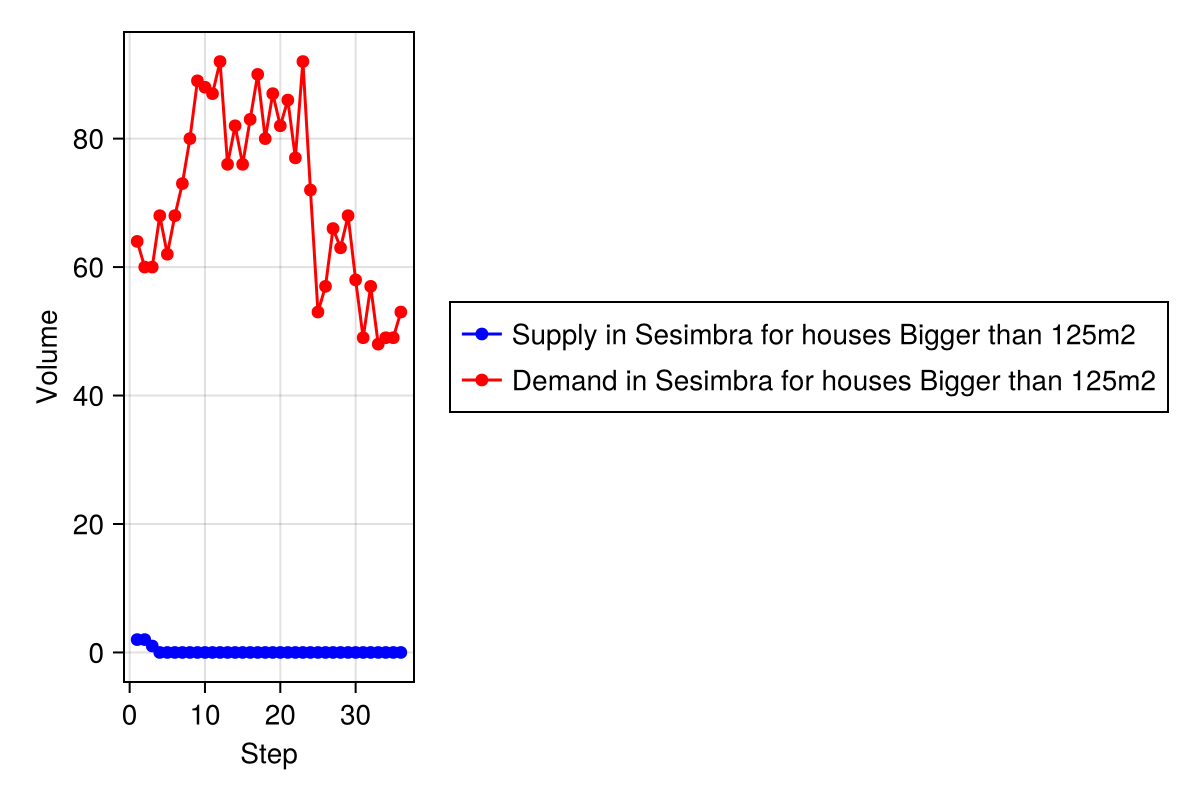 Volume
80
60
40
20
0
0 10 20 30
Step
Supply in Sesimbra for houses Bigger than 125m2
Demand in Sesimbra for houses Bigger than 125m2